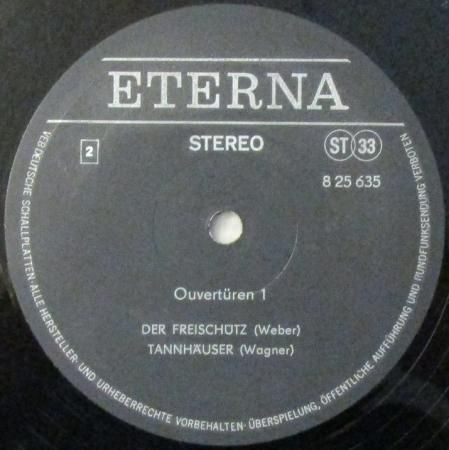 ETERNA
2
STEREO
ST 33
8 25 635
Ouvertüren 1
DER FREISCHÜTZ (Weber)
TANNHÄUSER (Wagner)
VEB DEUTSCHE SCHALLPLATTEN · ALLE HERSTELLER- UND URHEBERRECHTE VORBEHALTEN · ÜBERSPIELUNG, ÖFFENTLICHE AUFFÜHRUNG UND RUNDFUNKSENDUNG VERBOTEN